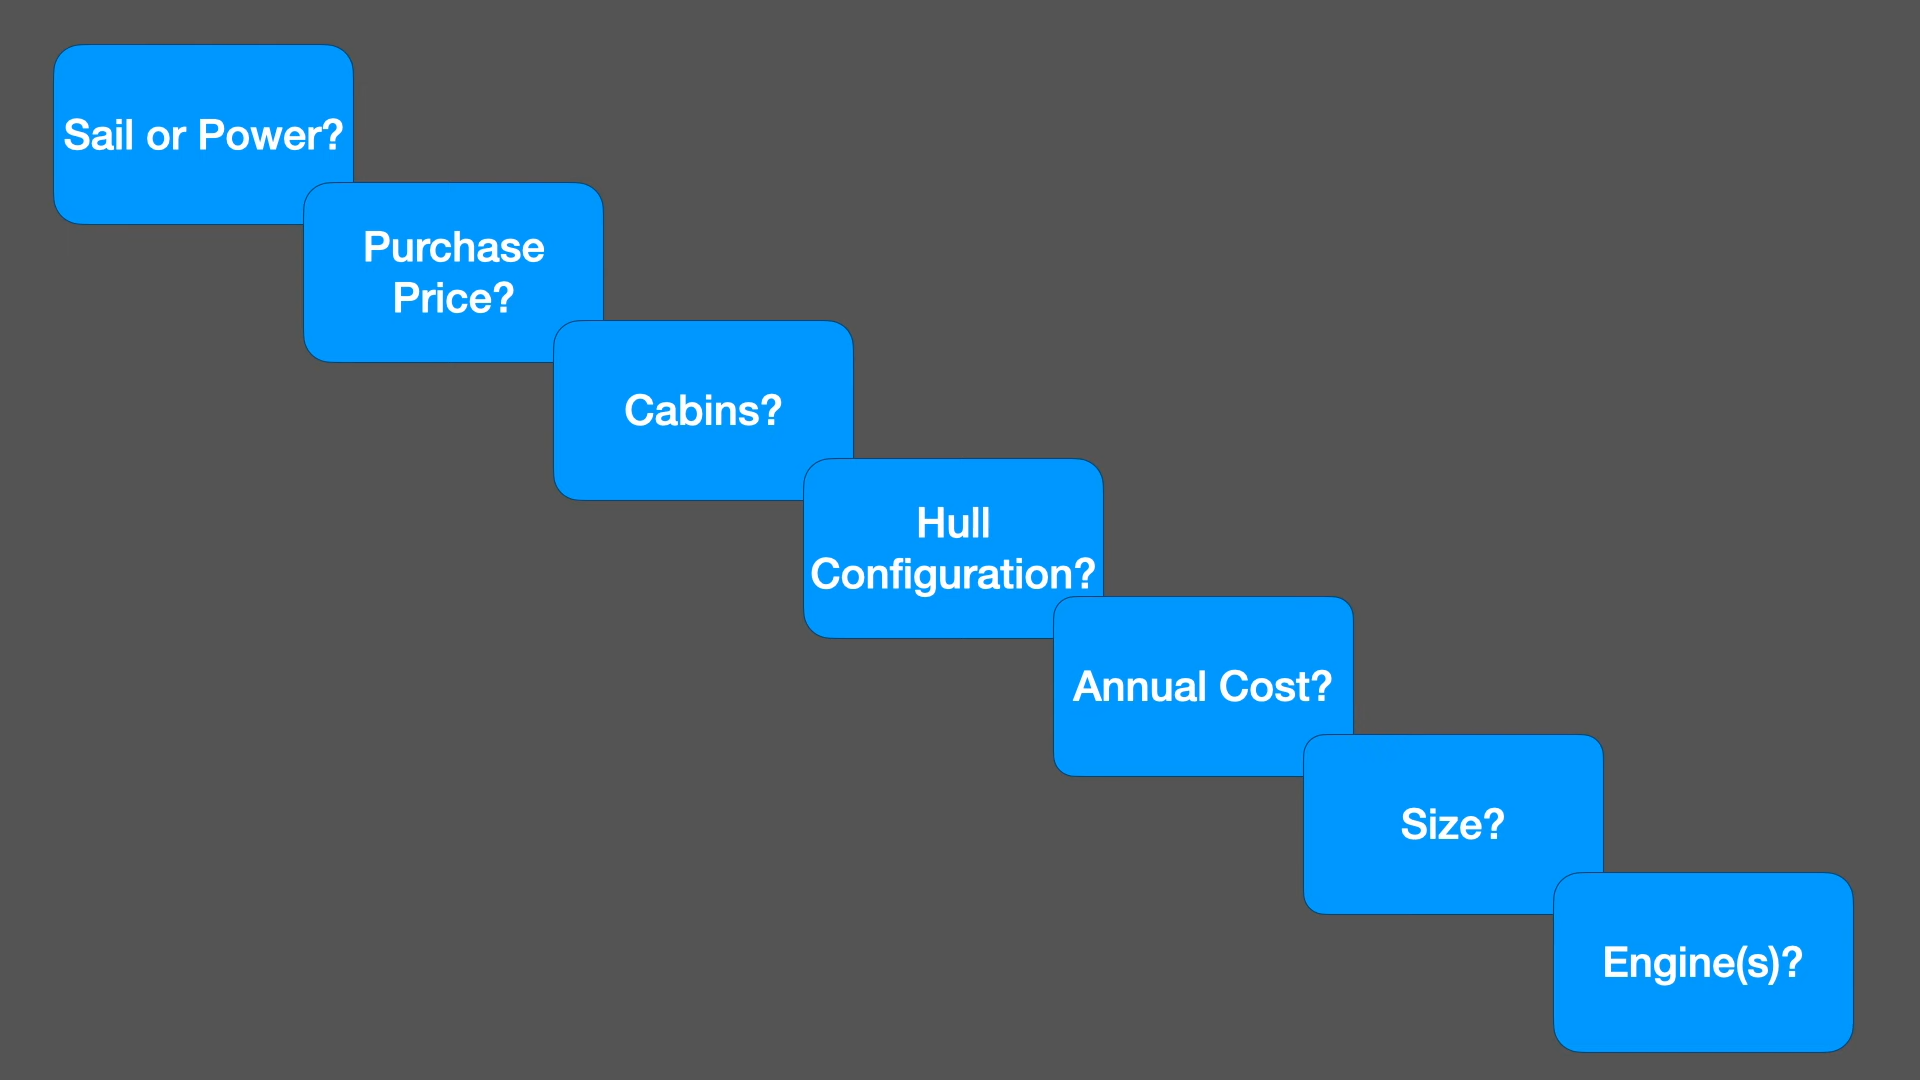 Sail or Power?
Purchase
Price?
Cabins?
Hull
Configuration?
Annual Cost?
Size?
Engine(s)?